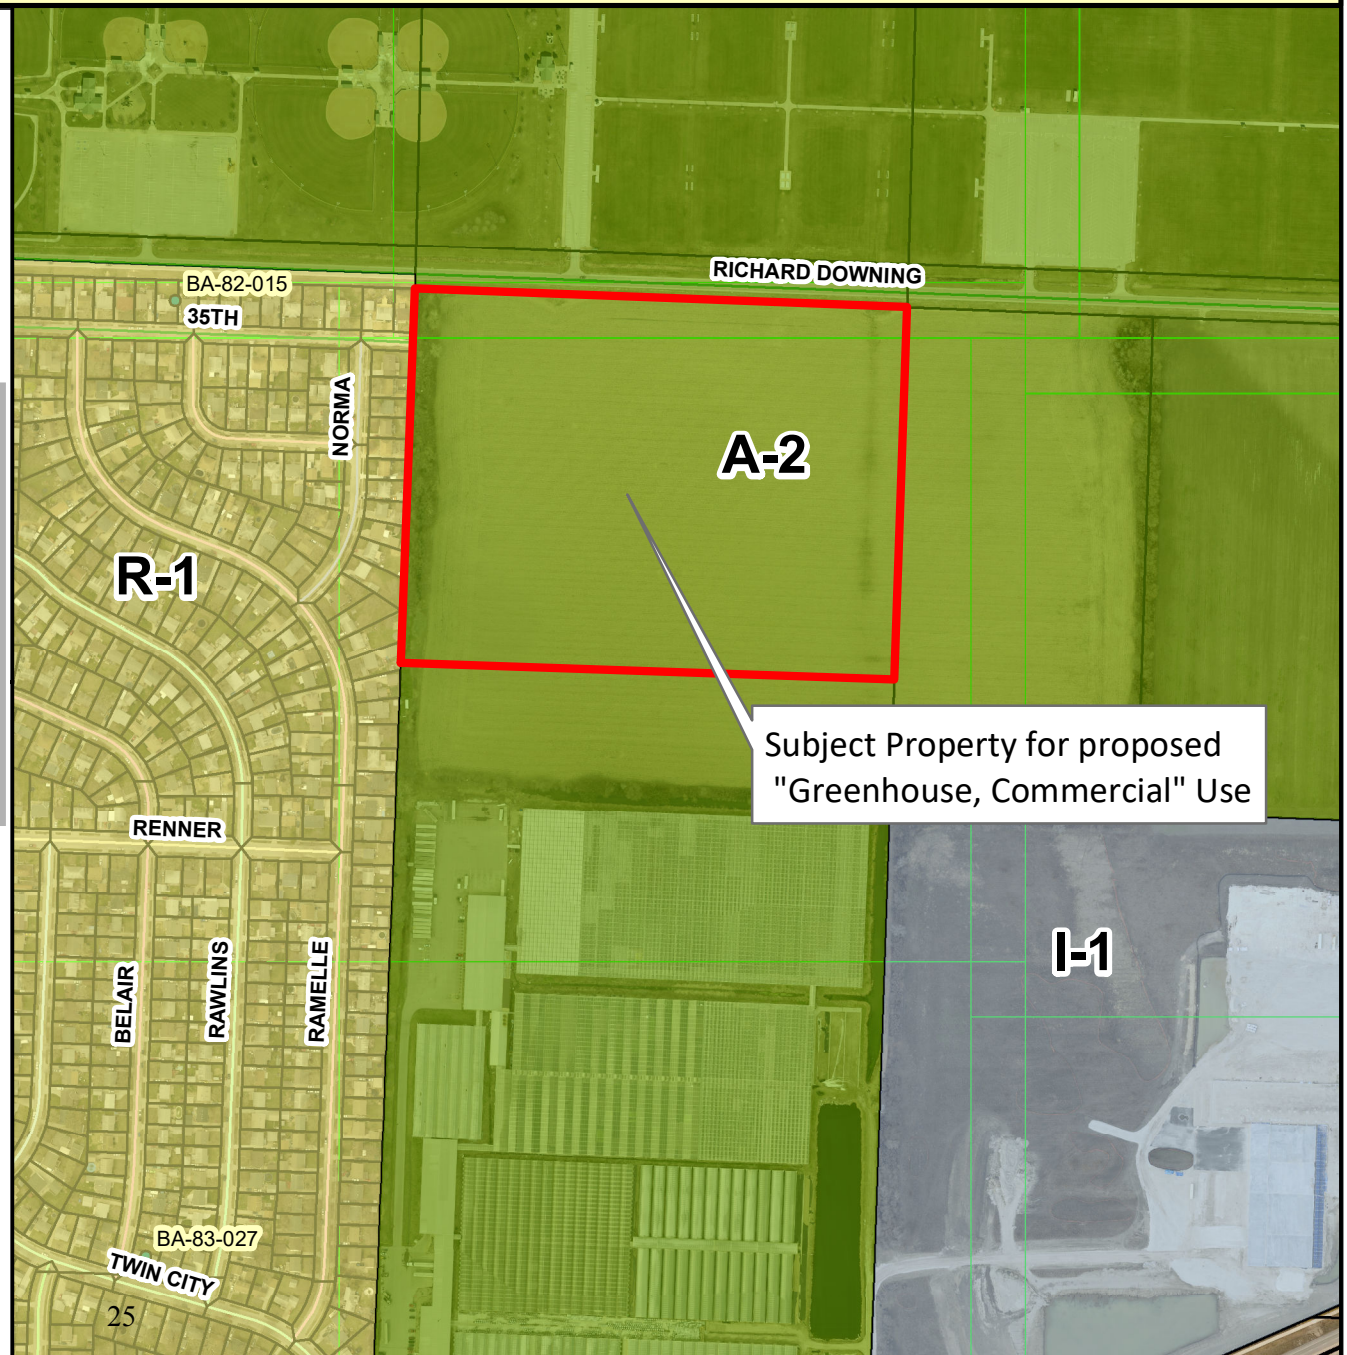 RICHARD DOWNING
BA-82-015
35TH
NORMA
A-2
R-1
Subject Property for proposed
"Greenhouse, Commercial" Use
RENNER
I-1
BELAIR
RAWLINS
RAMELLE
BA-83-027
TWIN CITY
25